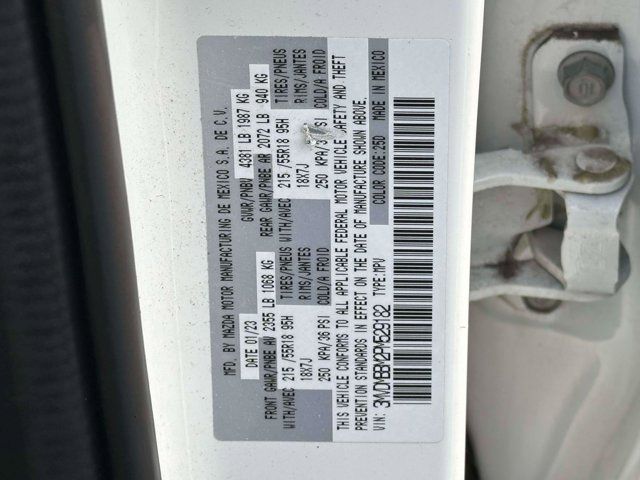 MFD. BY MAZDA MOTOR MANUFACTURING DE MEXICO S.A. DE C.V.
DATE 01/23 GVWR/PNBV 4381 LB 1987 KG
FRONT GAWR/PNBE AV 2355 LB 1068 KG REAR GAWR/PNBE AR 2072 LB 940 KG
WITH/AVEC 215 /55R18 95H TIRES/PNEUS WITH/AVEC 215 /55R18 95H TIRES/PNEUS
18X7J RIMS/JANTES 18X7J RIMS/JANTES
250 KPA/36 PSI COLD/A FROID 250 KPA/3 PSI COLD/A FROID
THIS VEHICLE CONFORMS TO ALL APPLICABLE FEDERAL MOTOR VEHICLE SAFETY AND THEFT
PREVENTION STANDARDS IN EFFECT ON THE DATE OF MANUFACTURE SHOWN ABOVE.
COLOR CODE:25D MADE IN MEXICO
VIN: 3MVDMBBM2PM529182 TYPE:MPV